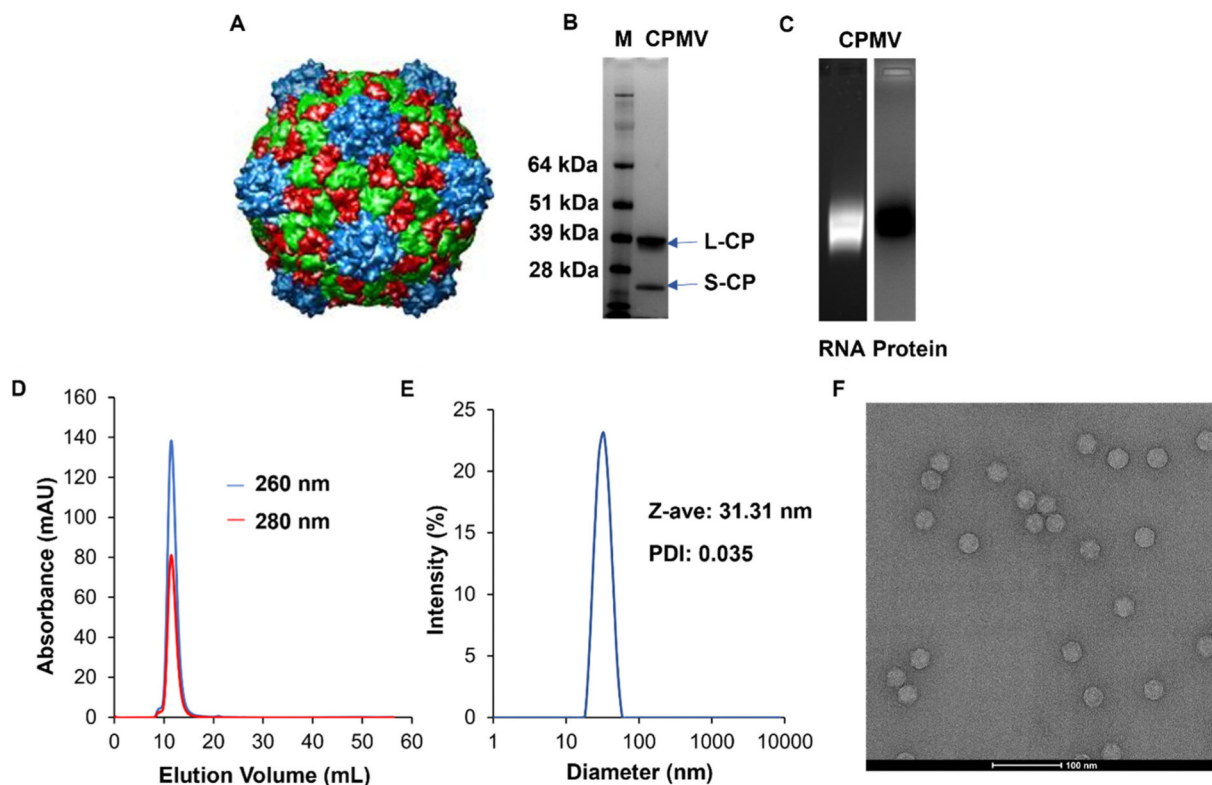 A
B
M CPMV
64 kDa
51 kDa
39 kDa
28 kDa
L-CP
S-CP
C
CPMV
RNA Protein
D
160
140
120
100
80
60
40
20
0
Absorbance (mAU)
260 nm
280 nm
0 10 20 30 40 50 60
Elution Volume (mL)
E
25
20
15
10
5
0
Intensity (%)
Z-ave: 31.31 nm
PDI: 0.035
1 10 100 1000 10000
Diameter (nm)
F
100 nm